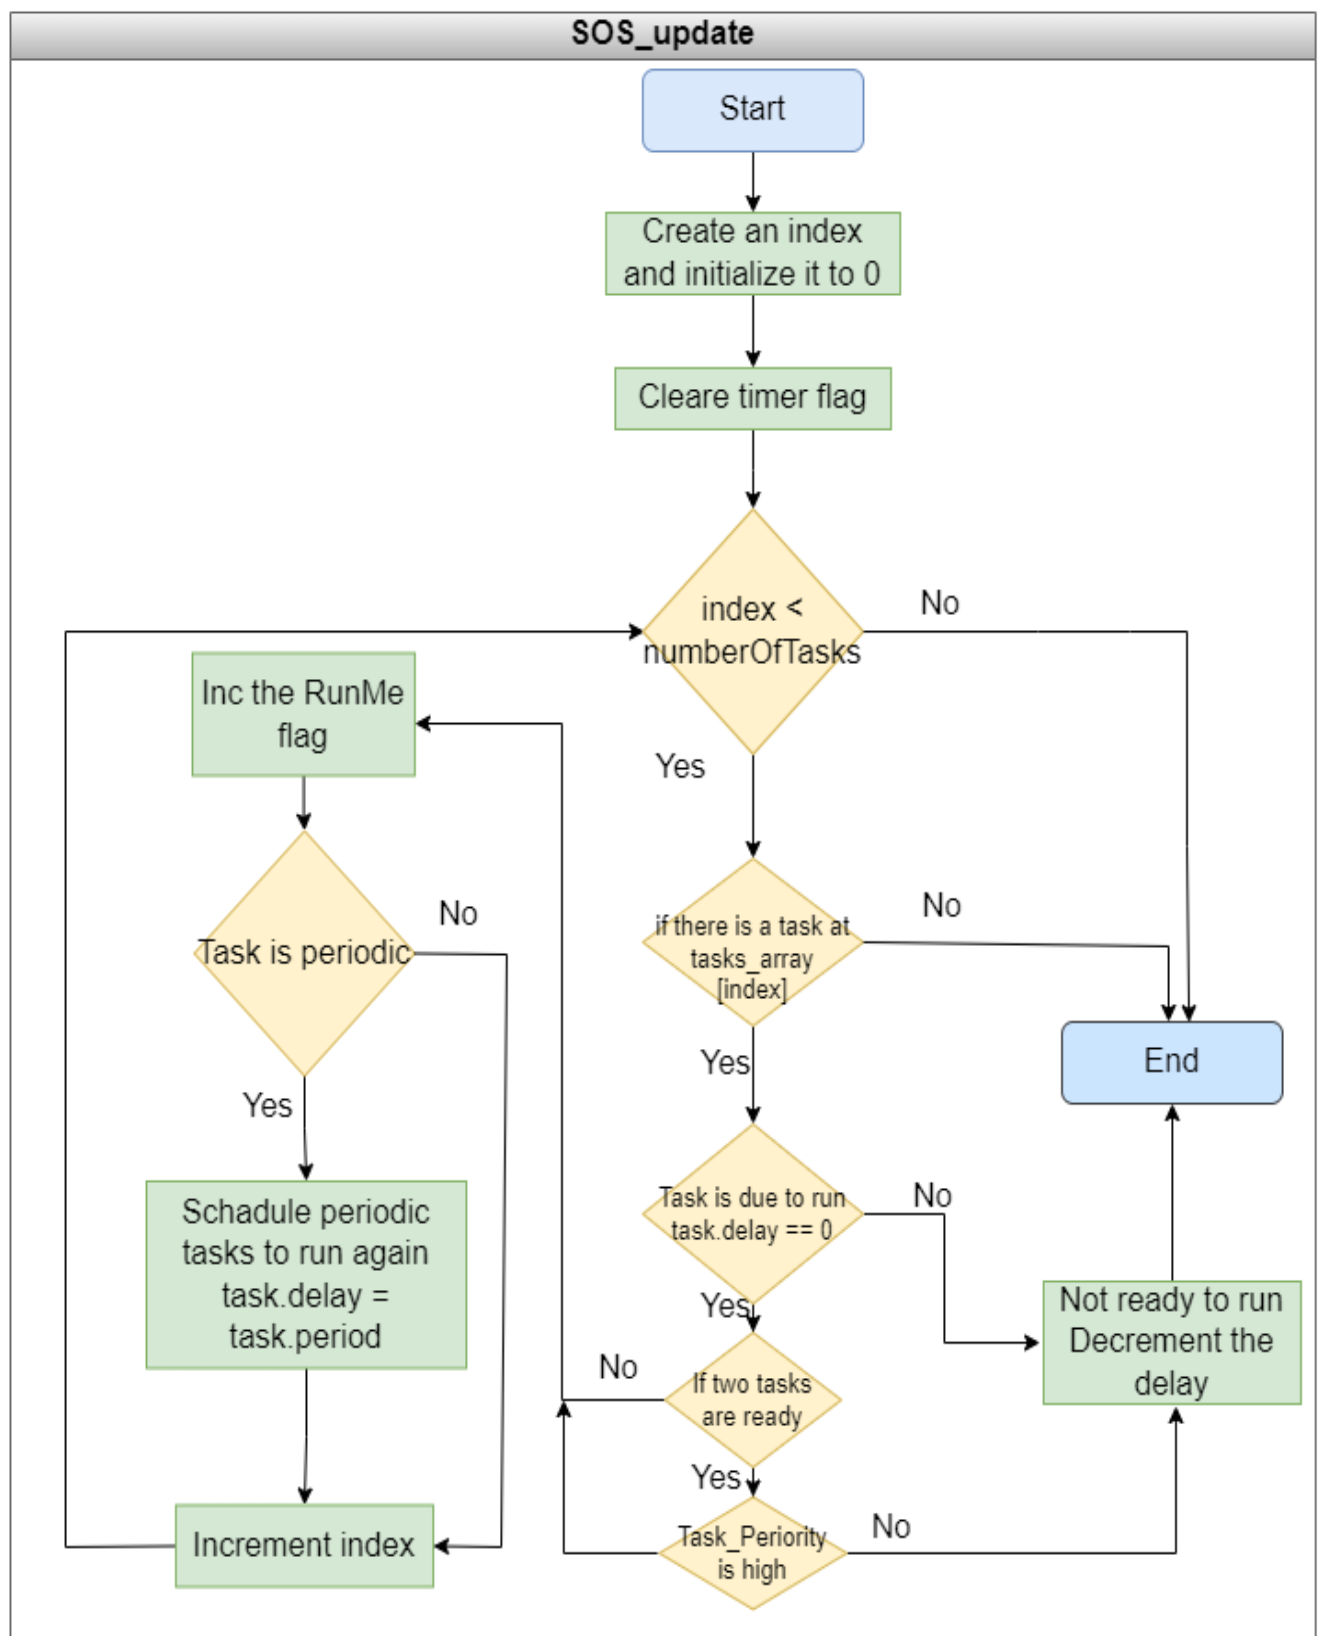 SOS_update
Start
Create an index
and initialize it to 0
Cleare timer flag
index <
numberOfTasks
No
Yes
Inc the RunMe
flag
Task is periodic
No
Yes
Schadule periodic
tasks to run again
task.delay =
task.period
Increment index
if there is a task at
tasks_array
[index]
No
Yes
End
Task is due to run
task.delay == 0
No
Yes
Not ready to run
Decrement the
delay
If two tasks
are ready
No
Yes
Task_Periority
is high
No